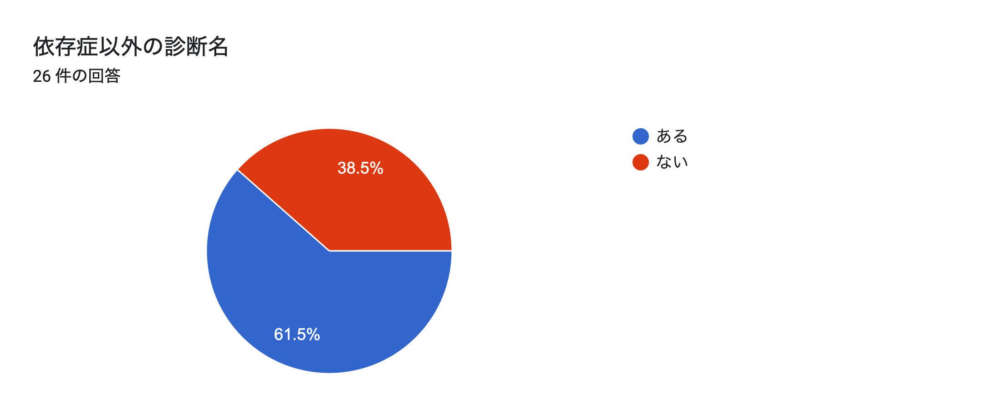 依存症以外の診断名
26 件の回答
ある
ない
38.5%
61.5%